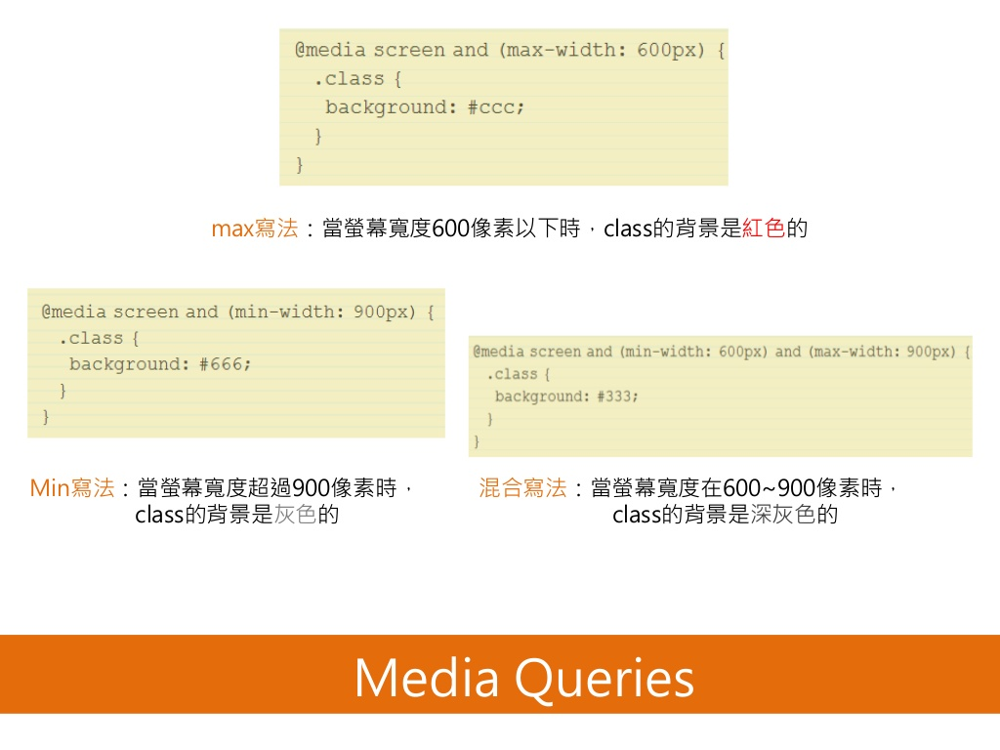 @media screen and (max-width: 600px) {
.class {
background: #ccc;
}
}
max寫法：當螢幕寬度600像素以下時，class的背景是紅色的
@media screen and (min-width: 900px) {
.class {
background: #666;
}
}
Min寫法：當螢幕寬度超過900像素時，
class的背景是灰色的
@media screen and (min-width: 600px) and (max-width: 900px) {
.class {
background: #333;
}
}
混合寫法：當螢幕寬度在600~900像素時，
class的背景是深灰色的
Media Queries